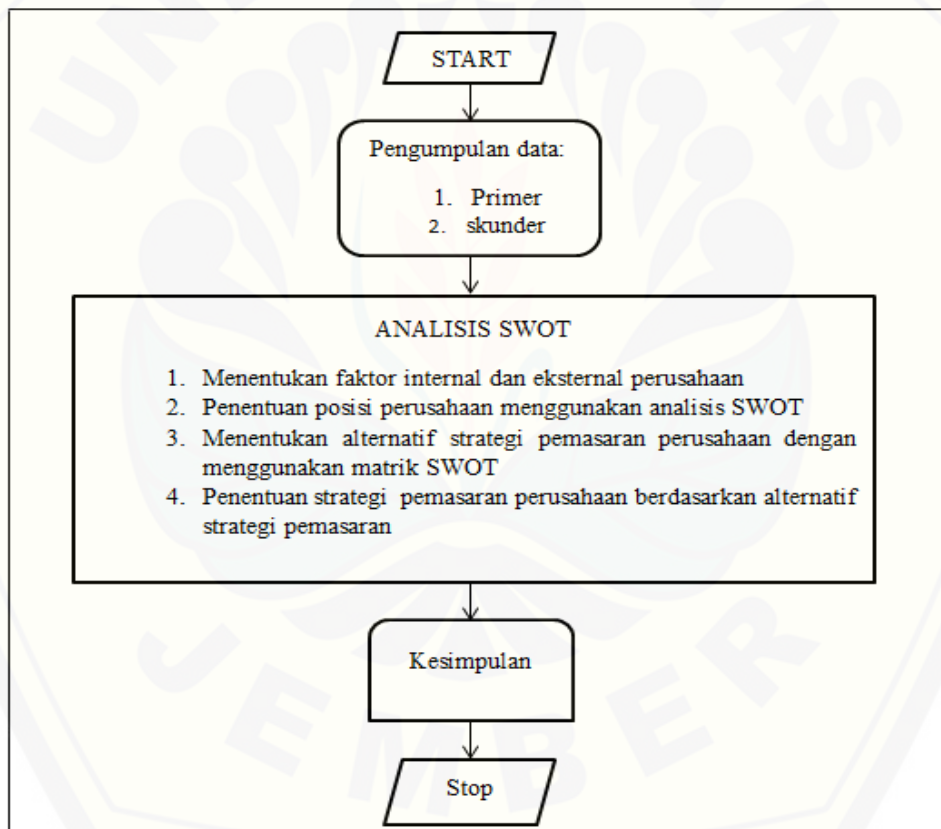 UNIVERSITAS
START
Pengumpulan data:
1. Primer
2. skunder
ANALISIS SWOT
1. Menentukan faktor internal dan eksternal perusahaan
2. Penentuan posisi perusahaan menggunakan analisis SWOT
3. Menentukan alternatif strategi pemasaran perusahaan dengan
menggunakan matrik SWOT
4. Penentuan strategi pemasaran perusahaan berdasarkan alternatif
strategi pemasaran
Kesimpulan
Stop
JEMBER